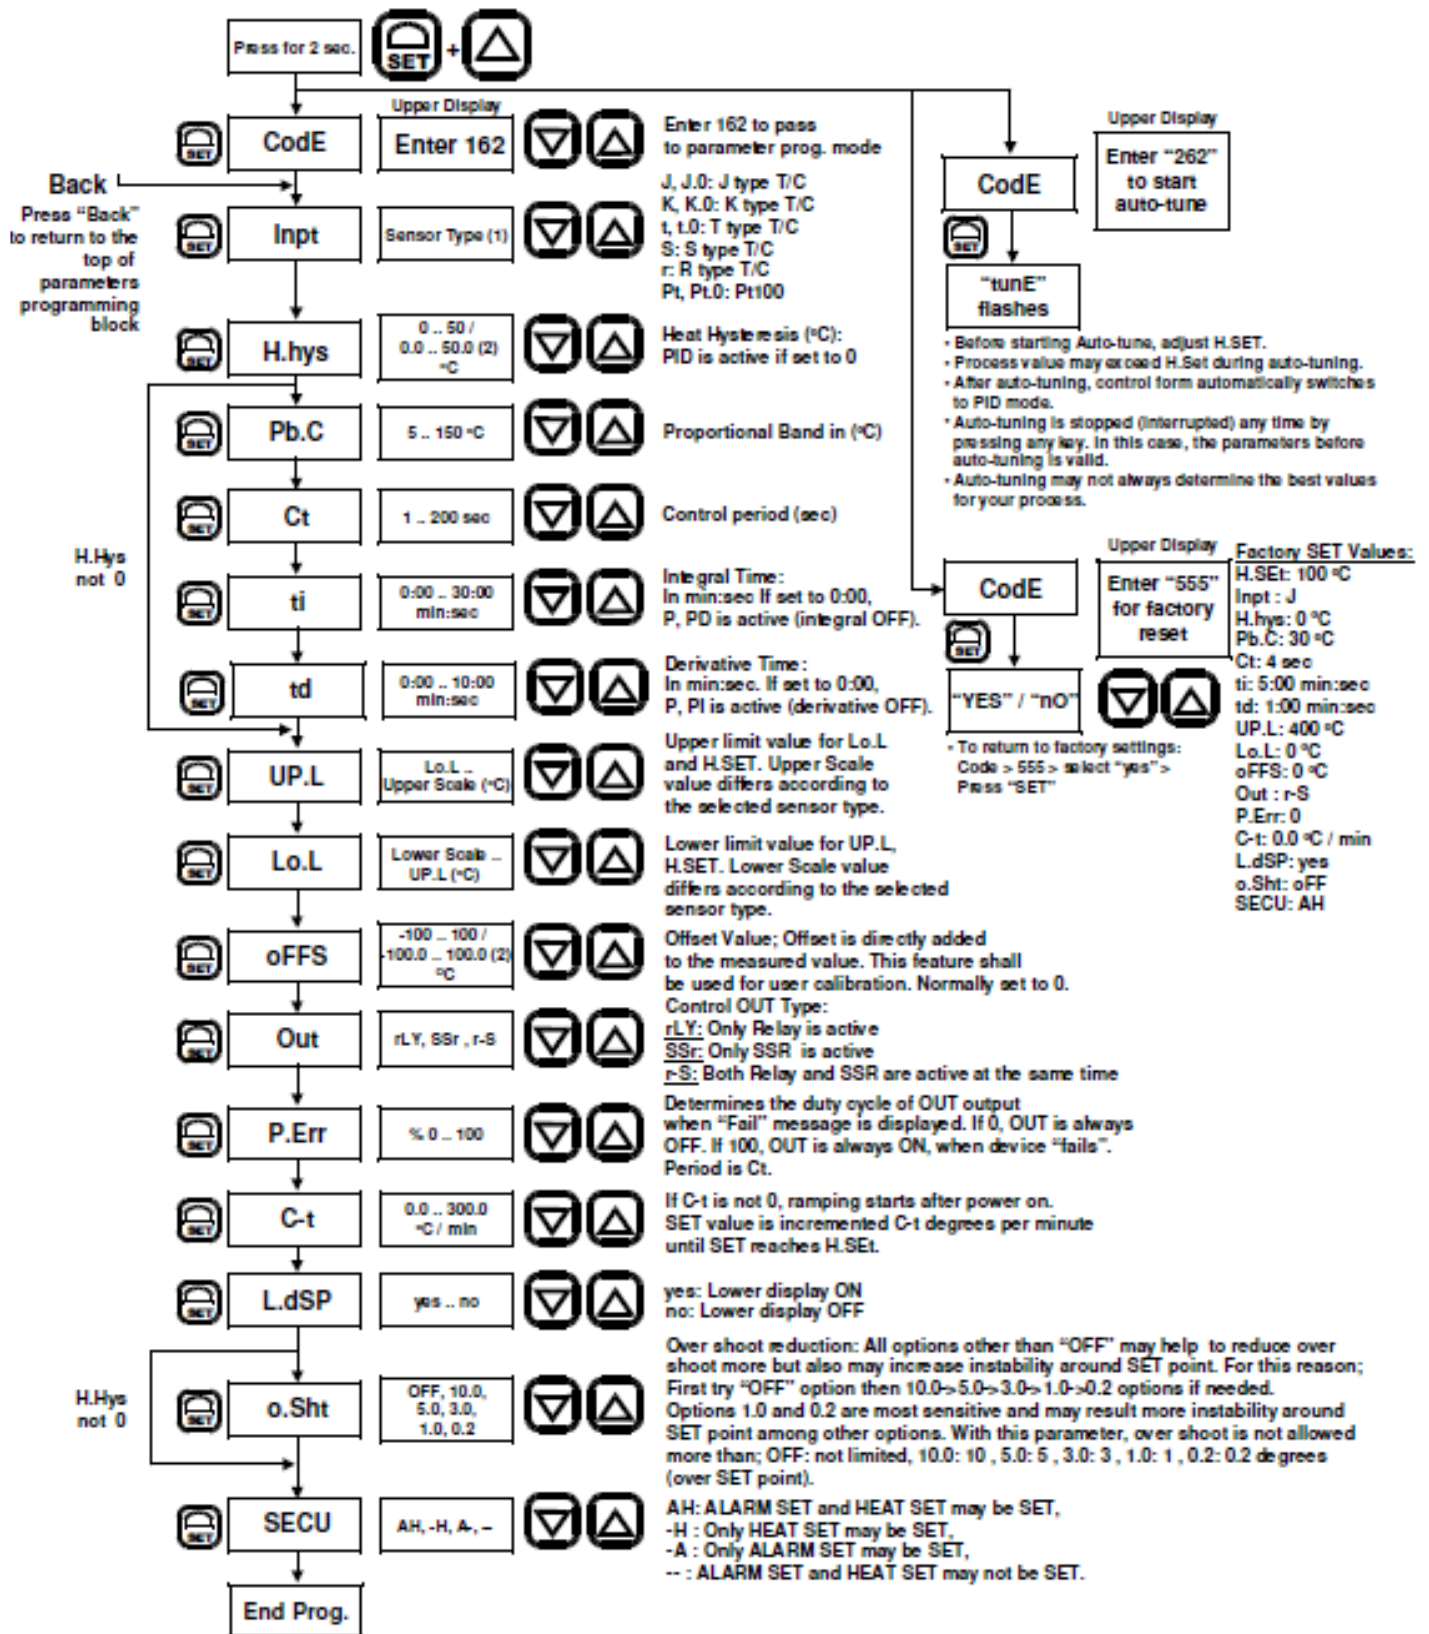 Press for 2 sec.
SET
+
Upper Display
SET
CodE
Enter 162
Enter 162 to pass
to parameter prog. mode
Back
Press “Back”
to return to the
top of
parameters
programming
block
SET
Inpt
Sensor Type (1)
J, J.0: J type T/C
K, K.0: K type T/C
t, t.0: T type T/C
S: S type T/C
r: R type T/C
Pt, Pt.0: Pt100
SET
H.hys
0 .. 50 /
0.0 .. 50.0 (2)
°C
Heat Hysteresis (°C):
PID is active if set to 0
SET
Pb.C
5 .. 150 °C
Proportional Band in (°C)
SET
Ct
1 .. 200 sec
Control period (sec)
H.Hys
not 0
SET
ti
0:00 .. 30:00
min:sec
Integral Time:
In min:sec If set to 0:00,
P, PD is active (integral OFF).
SET
td
0:00 .. 10:00
min:sec
Derivative Time:
In min:sec. If set to 0:00,
P, PI is active (derivative OFF).
SET
UP.L
Lo.L ..
Upper Scale (°C)
Upper limit value for Lo.L
and H.SET. Upper Scale
value differs according to
the selected sensor type.
SET
Lo.L
Lower Scale ..
UP.L (°C)
Lower limit value for UP.L,
H.SET. Lower Scale value
differs according to the selected
sensor type.
SET
oFFS
-100 .. 100 /
-100.0 .. 100.0 (2)
°C
Offset Value; Offset is directly added
to the measured value. This feature shall
be used for user calibration. Normally set to 0.
SET
Out
rLY, SSr , r-S
Control OUT Type:
rLY: Only Relay is active
SSr: Only SSR is active
r-S: Both Relay and SSR are active at the same time
SET
P.Err
% 0 .. 100
Determines the duty cycle of OUT output
when “Fail” message is displayed. If 0, OUT is always
OFF. If 100, OUT is always ON, when device “fails”.
Period is Ct.
SET
C-t
0.0 .. 300.0
°C / min
If C-t is not 0, ramping starts after power on.
SET value is incremented C-t degrees per minute
until SET reaches H.SEt.
SET
L.dSP
yes .. no
yes: Lower display ON
no: Lower display OFF
H.Hys
not 0
SET
o.Sht
OFF, 10.0,
5.0, 3.0,
1.0, 0.2
Over shoot reduction: All options other than “OFF” may help to reduce over
shoot more but also may increase instability around SET point. For this reason;
First try “OFF” option then 10.0->5.0->3.0->1.0->0.2 options if needed.
Options 1.0 and 0.2 are most sensitive and may result more instability around
SET point among other options. With this parameter, over shoot is not allowed
more than; OFF: not limited, 10.0: 10 , 5.0: 5 , 3.0: 3 , 1.0: 1 , 0.2: 0.2 degrees
(over SET point).
SET
SECU
AH, -H, A-, --
AH: ALARM SET and HEAT SET may be SET,
-H : Only HEAT SET may be SET,
-A : Only ALARM SET may be SET,
-- : ALARM SET and HEAT SET may not be SET.
End Prog.
Upper Display
CodE
Enter “262”
to start
auto-tune
SET
“tunE”
flashes
• Before starting Auto-tune, adjust H.SET.
• Process value may exceed H.Set during auto-tuning.
• After auto-tuning, control form automatically switches
to PID mode.
• Auto-tuning is stopped (interrupted) any time by
pressing any key. In this case, the parameters before
auto-tuning is valid.
• Auto-tuning may not always determine the best values
for your process.
Upper Display
CodE
Enter “555”
for factory
reset
SET
“YES” / “nO”
• To return to factory settings:
Code > 555 > select “yes” >
Press “SET”
Factory SET Values:
H.SEt: 100 °C
Inpt : J
H.hys: 0 °C
Pb.C: 30 °C
Ct: 4 sec
ti: 5:00 min:sec
td: 1:00 min:sec
UP.L: 400 °C
Lo.L: 0 °C
oFFS: 0 °C
Out : r-S
P.Err: 0
C-t: 0.0 °C / min
L.dSP: yes
o.Sht: oFF
SECU: AH